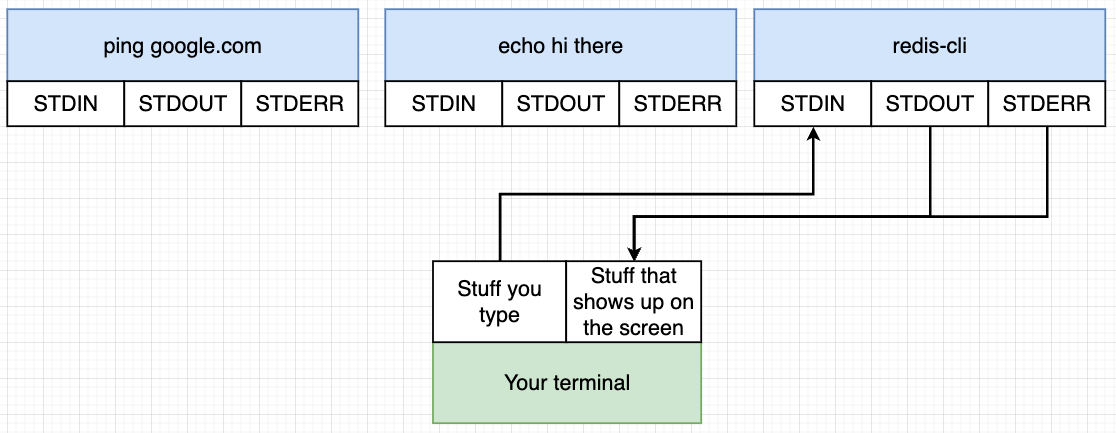 ping google.com
echo hi there
redis-cli
STDIN
STDOUT
STDERR
STDIN
STDOUT
STDERR
STDIN
STDOUT
STDERR
Stuff you
type
Stuff that
shows up on
the screen
Your terminal